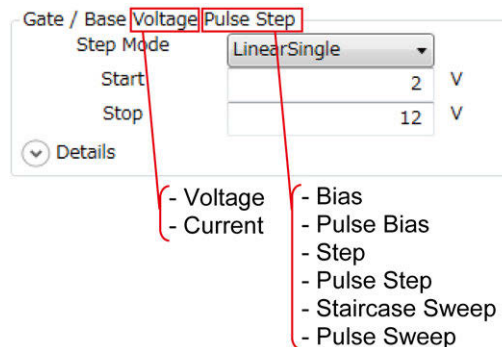 Gate / Base Voltage Pulse Step
Step Mode LinearSingle
Start 2 V
Stop 12 V
Details
- Voltage
- Current
- Bias
- Pulse Bias
- Step
- Pulse Step
- Staircase Sweep
- Pulse Sweep